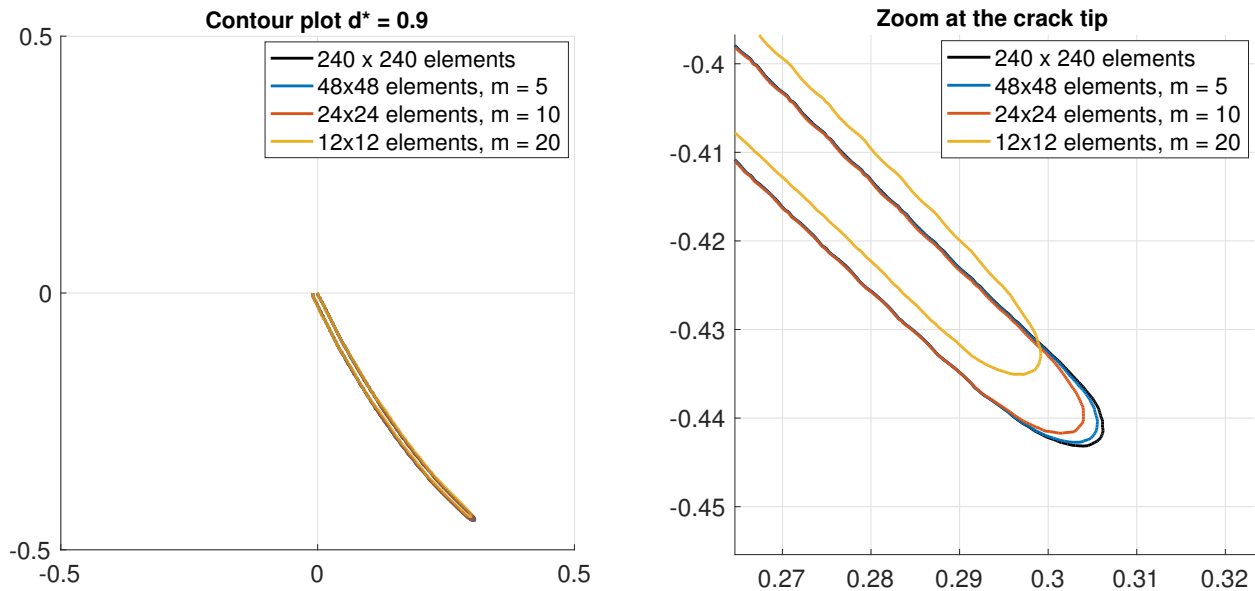 Contour plot d* = 0.9
0.5
240 x 240 elements
48x48 elements, m = 5
24x24 elements, m = 10
12x12 elements, m = 20
0
-0.5
-0.5
0
0.5
Zoom at the crack tip
240 x 240 elements
48x48 elements, m = 5
24x24 elements, m = 10
12x12 elements, m = 20
-0.4
-0.41
-0.42
-0.43
-0.44
-0.45
0.27
0.28
0.29
0.3
0.31
0.32